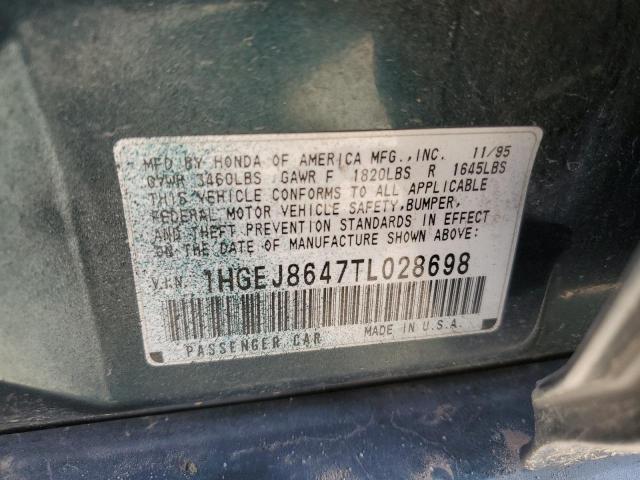 MFD BY HONDA OF AMERICA MFG.,INC. 11/95
GVWR 3460LBS GAWR F 1820LBS R 1645LBS
THIS VEHICLE CONFORMS TO ALL APPLICABLE
FEDERAL MOTOR VEHICLE SAFETY,BUMPER,
AND THEFT PREVENTION STANDARDS IN EFFECT
ON THE DATE OF MANUFACTURE SHOWN ABOVE:
V.I.N. 1HGEJ8647TL028698
PASSENGER CAR MADE IN U.S.A.